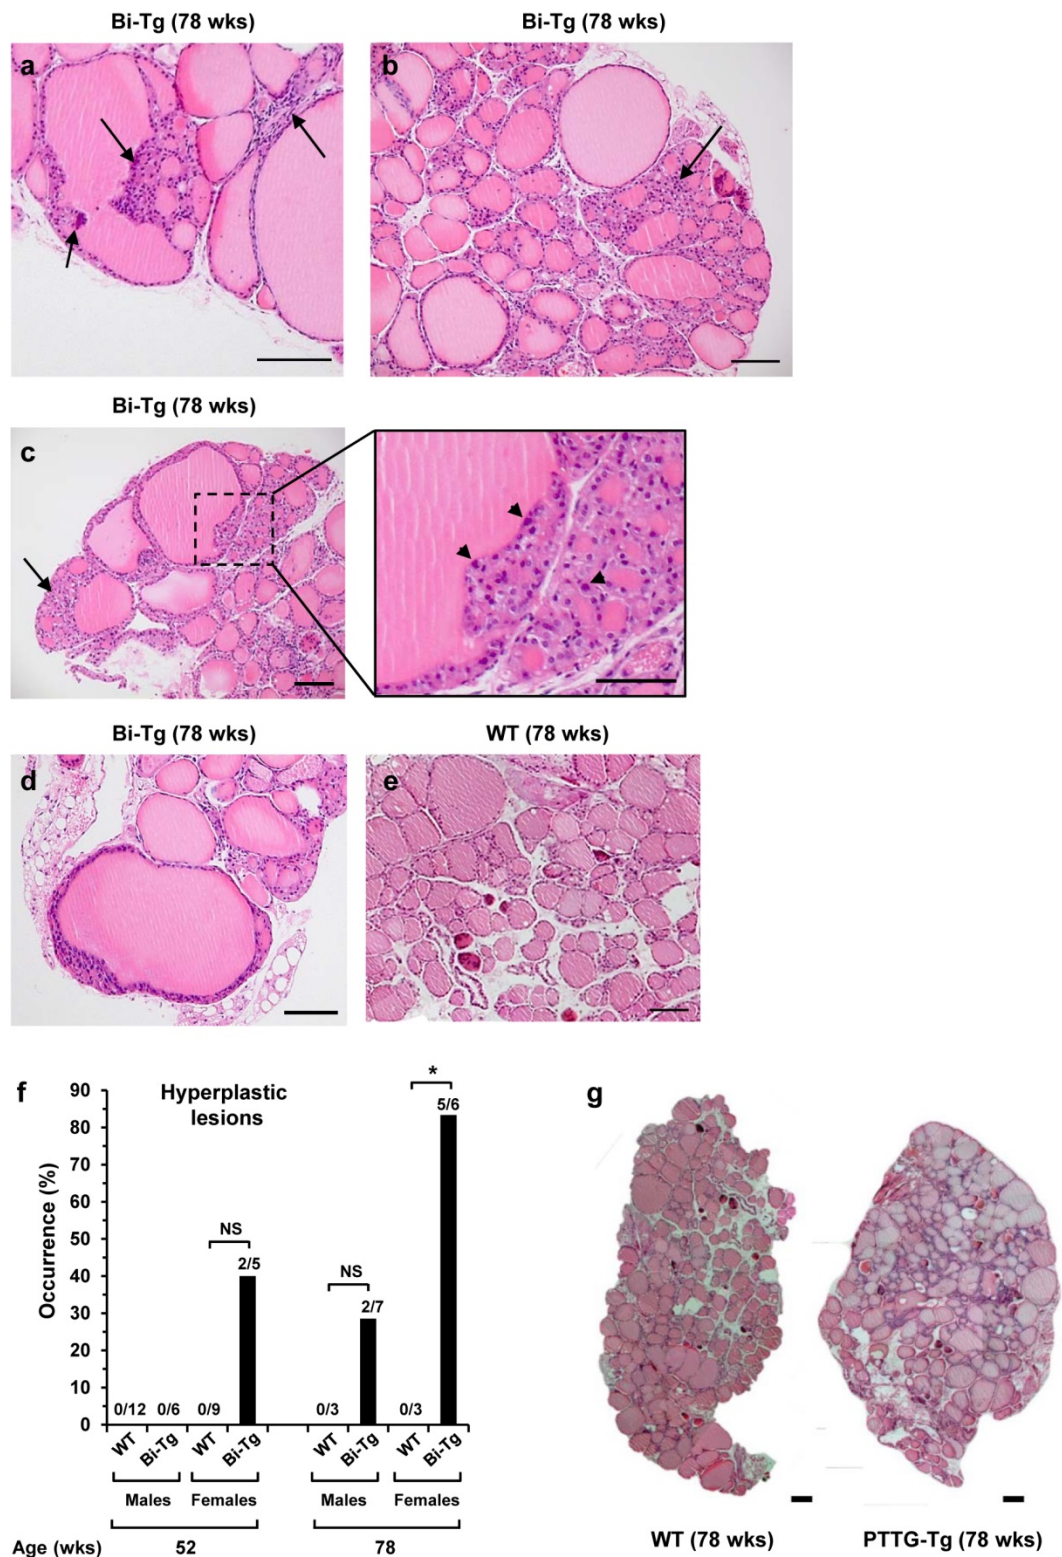 Bi-Tg (78 wks)
Bi-Tg (78 wks)
a
b
Bi-Tg (78 wks)
c
Bi-Tg (78 wks)
WT (78 wks)
d
e
f
Hyperplastic
lesions
Occurrence (%)
90
80
70
60
50
40
30
20
10
0
0/12
0/6
0/9
NS
2/5
0/3
NS
2/7
0/3
*
5/6
WT
Bi-Tg
WT
Bi-Tg
WT
Bi-Tg
WT
Bi-Tg
Males
Females
Males
Females
Age (wks)
52
78
g
WT (78 wks)
PTTG-Tg (78 wks)